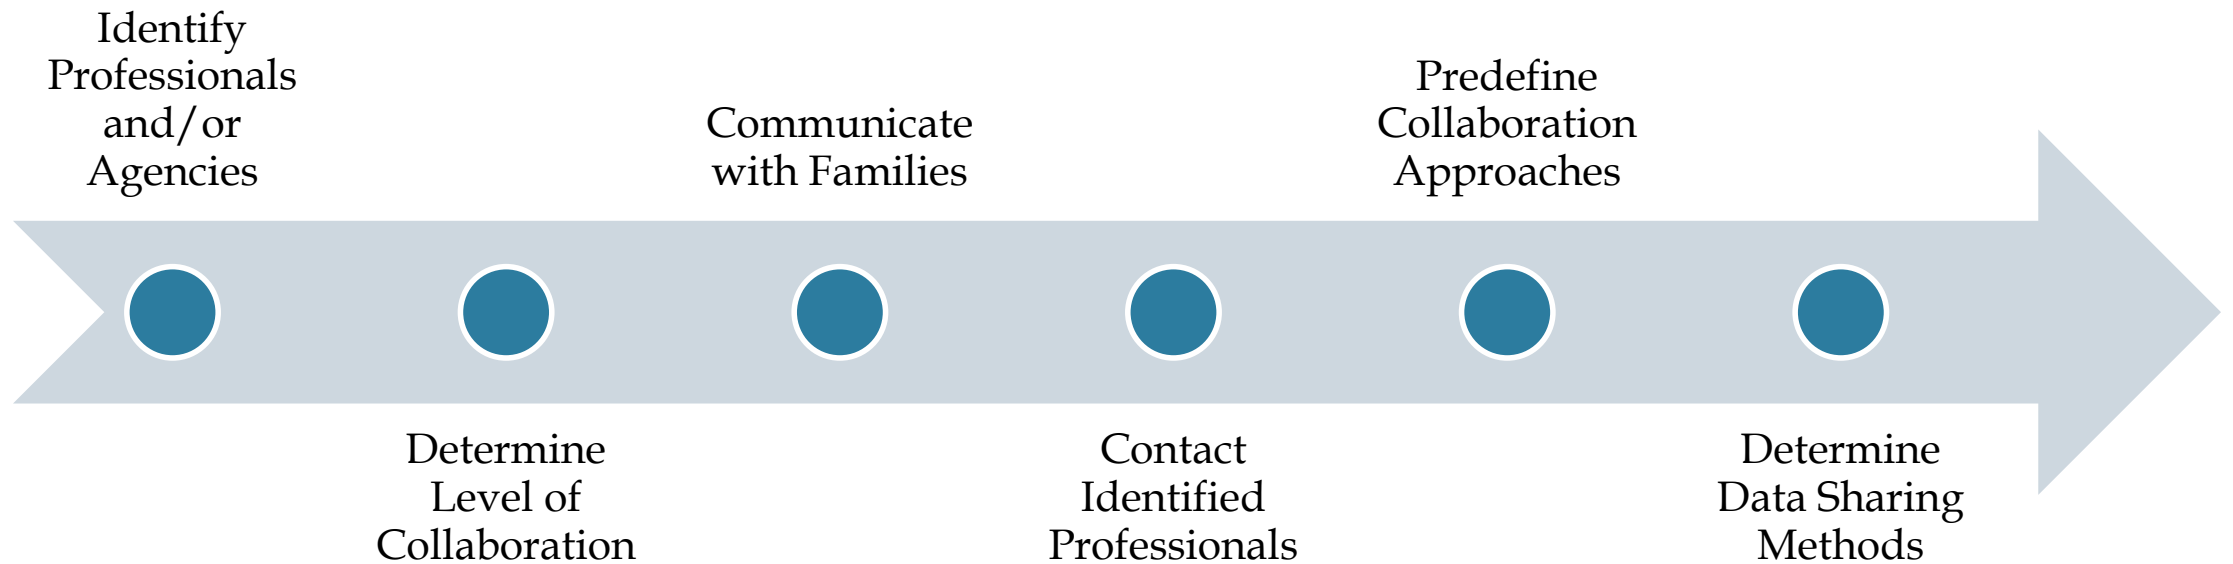 Identify
Professionals
and/or
Agencies
Determine
Level of
Collaboration
Communicate
with Families
Contact
Identified
Professionals
Predefine
Collaboration
Approaches
Determine
Data Sharing
Methods